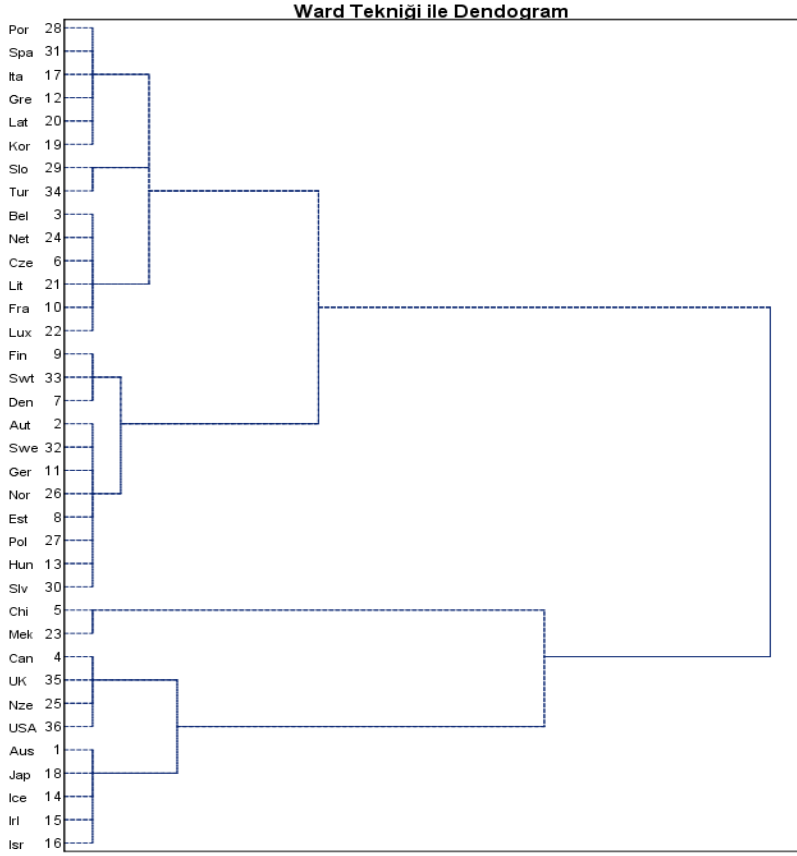 Ward Tekniği ile Dendogram
Por 28
Spa 31
Ita 17
Gre 12
Lat 20
Kor 19
Slo 29
Tur 34
Bel 3
Net 24
Cze 6
Lit 21
Fra 10
Lux 22
Fin 9
Swt 33
Den 7
Aut 2
Swe 32
Ger 11
Nor 26
Est 8
Pol 27
Hun 13
Slv 30
Chi 5
Mek 23
Can 4
UK 35
Nze 25
USA 36
Aus 1
Jap 18
Ice 14
Irl 15
Isr 16